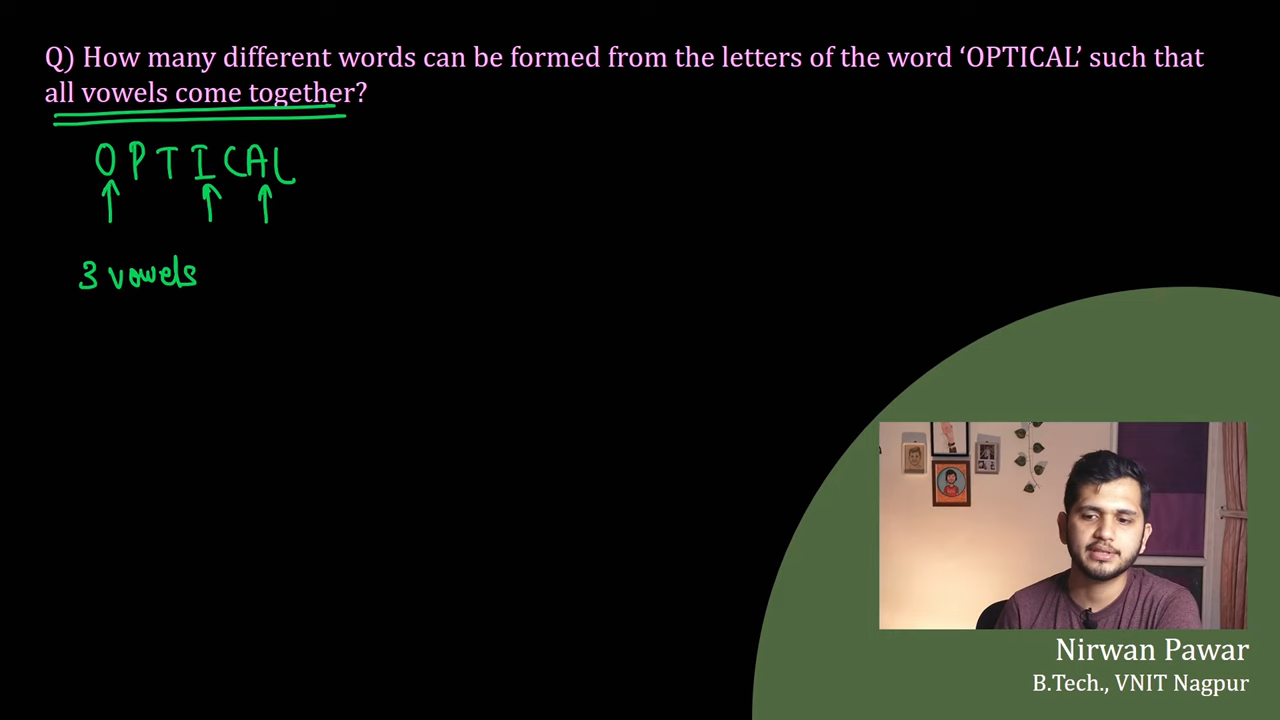 Q) How many different words can be formed from the letters of the word ‘OPTICAL’ such that
all vowels come together?
OPTICAL
3 vowels
Nirwan Pawar
B.Tech., VNIT Nagpur